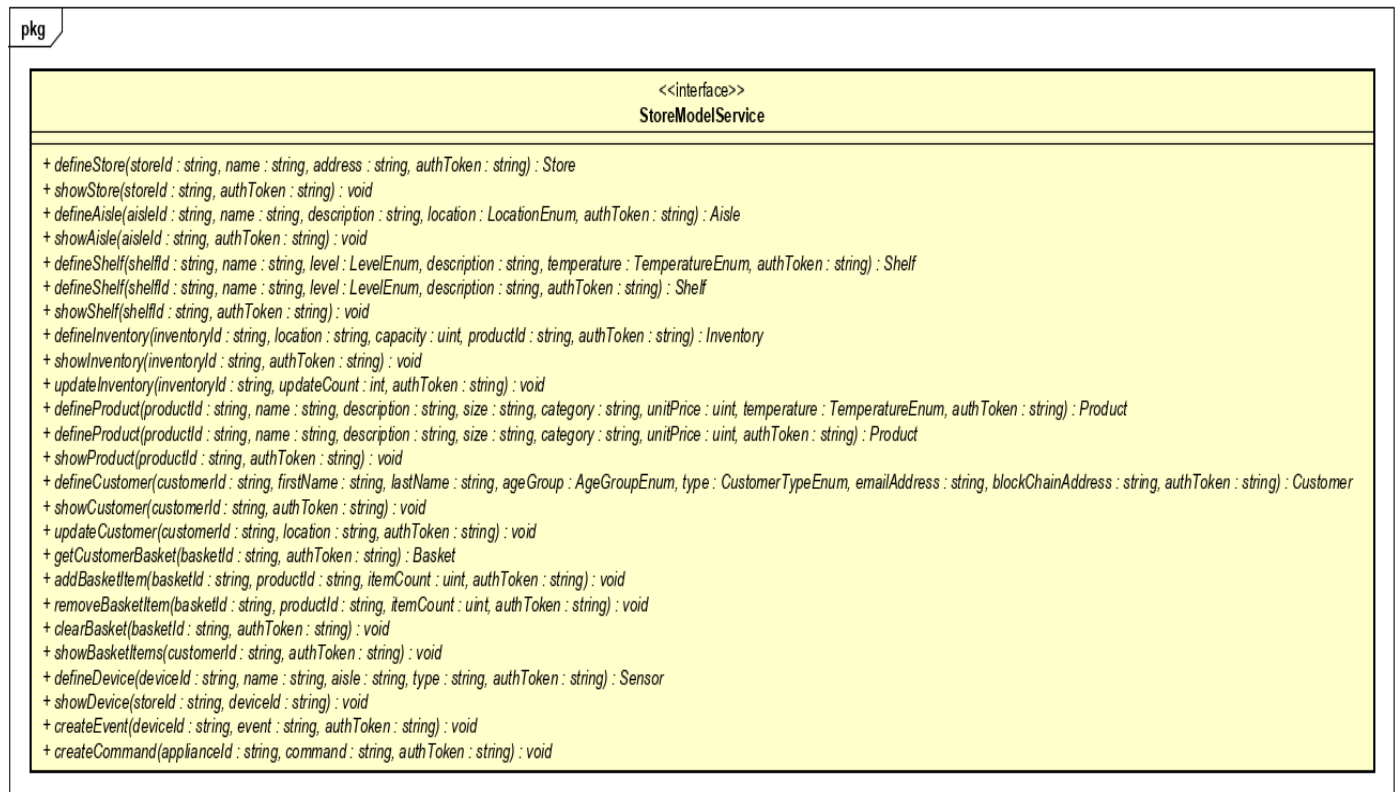 pkg
<<interface>>
StoreModelService
+ defineStore(storeId : string, name : string, address : string, authToken : string) : Store
+ showStore(storeId : string, authToken : string) : void
+ defineAisle(aisleId : string, name : string, description : string, location : LocationEnum, authToken : string) : Aisle
+ showAisle(aisleId : string, authToken : string) : void
+ defineShelf(shelfId : string, name : string, level : LevelEnum, description : string, temperature : TemperatureEnum, authToken : string) : Shelf
+ defineShelf(shelfId : string, name : string, level : LevelEnum, description : string, authToken : string) : Shelf
+ showShelf(shelfId : string, authToken : string) : void
+ defineInventory(inventoryId : string, location : string, capacity : uint, productId : string, authToken : string) : Inventory
+ showInventory(inventoryId : string, authToken : string) : void
+ updateInventory(inventoryId : string, updateCount : int, authToken : string) : void
+ defineProduct(productId : string, name : string, description : string, size : string, category : string, unitPrice : uint, temperature : TemperatureEnum, authToken : string) : Product
+ defineProduct(productId : string, name : string, description : string, size : string, category : string, unitPrice : uint, authToken : string) : Product
+ showProduct(productId : string, authToken : string) : void
+ defineCustomer(customerId : string, firstName : string, lastName : string, ageGroup : AgeGroupEnum, type : CustomerTypeEnum, emailAddress : string, blockChainAddress : string, authToken : string) : Customer
+ showCustomer(customerId : string, authToken : string) : void
+ updateCustomer(customerId : string, location : string, authToken : string) : void
+ getCustomerBasket(basketId : string, authToken : string) : Basket
+ addBasketItem(basketId : string, productId : string, itemCount : uint, authToken : string) : void
+ removeBasketItem(basketId : string, productId : string, itemCount : uint, authToken : string) : void
+ clearBasket(basketId : string, authToken : string) : void
+ showBasketItems(customerId : string, authToken : string) : void
+ defineDevice(deviceId : string, name : string, aisle : string, type : string, authToken : string) : Sensor
+ showDevice(storeId : string, deviceId : string) : void
+ createEvent(deviceId : string, event : string, authToken : string) : void
+ createCommand(applianceId : string, command : string, authToken : string) : void